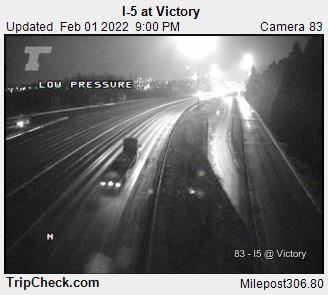 I-5 at Victory
Updated Feb 01 2022 9:00 PM Camera 83
T
LOW PRESSURE
N
83 - I5 @ Victory
TripCheck.com Milepost306.80